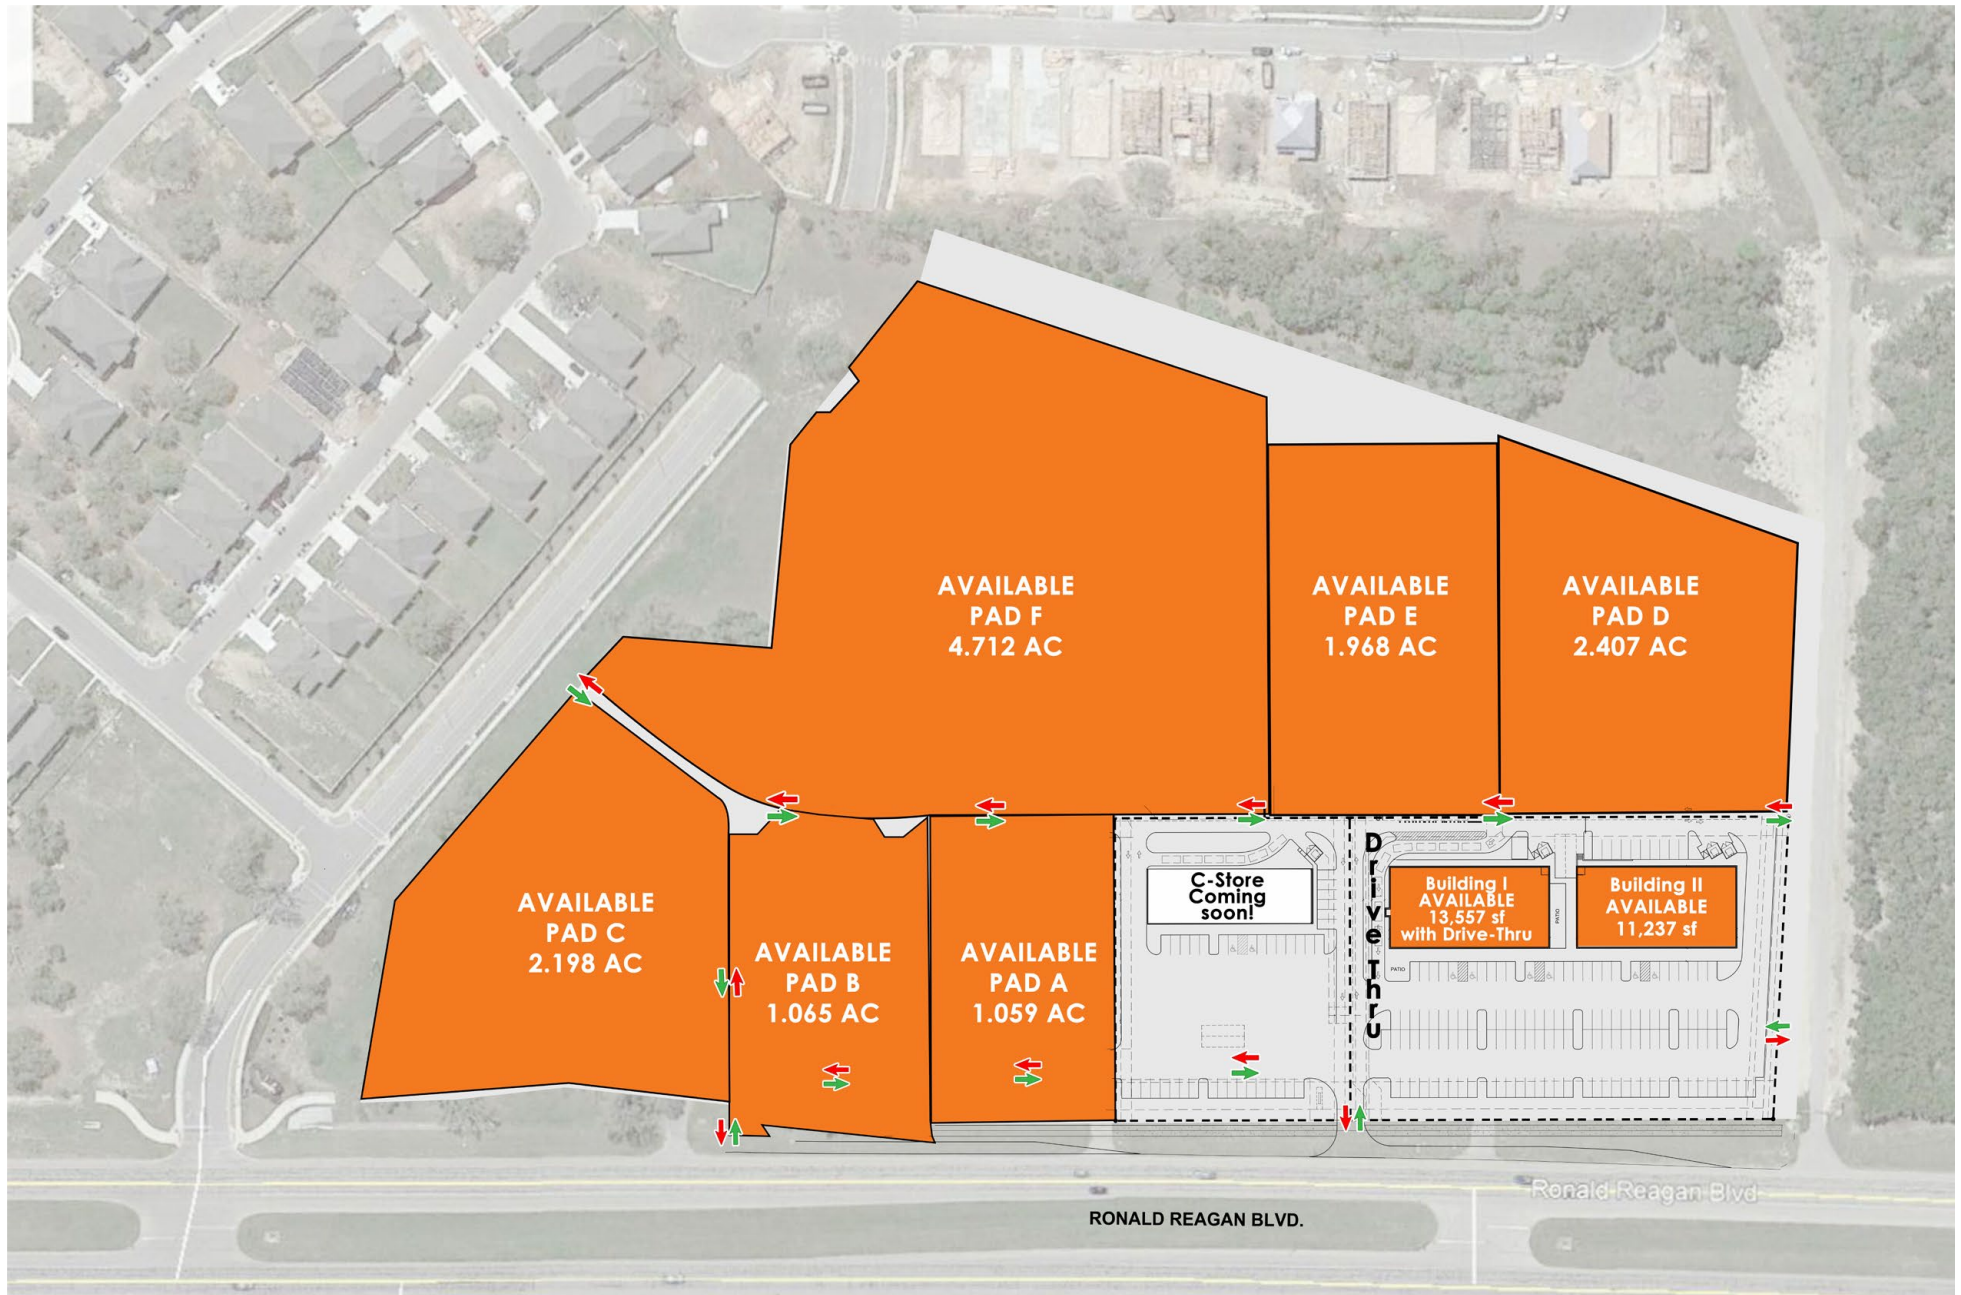 AVAILABLE
PAD F
4.712 AC
AVAILABLE
PAD E
1.968 AC
AVAILABLE
PAD D
2.407 AC
AVAILABLE
PAD C
2.198 AC
AVAILABLE
PAD B
1.065 AC
AVAILABLE
PAD A
1.059 AC
C-Store
Coming
soon!
Drive Thru
Building I
AVAILABLE
13,557 sf
with Drive-Thru
PATIO
Building II
AVAILABLE
11,237 sf
PATIO
Ronald Reagan Blvd
RONALD REAGAN BLVD.